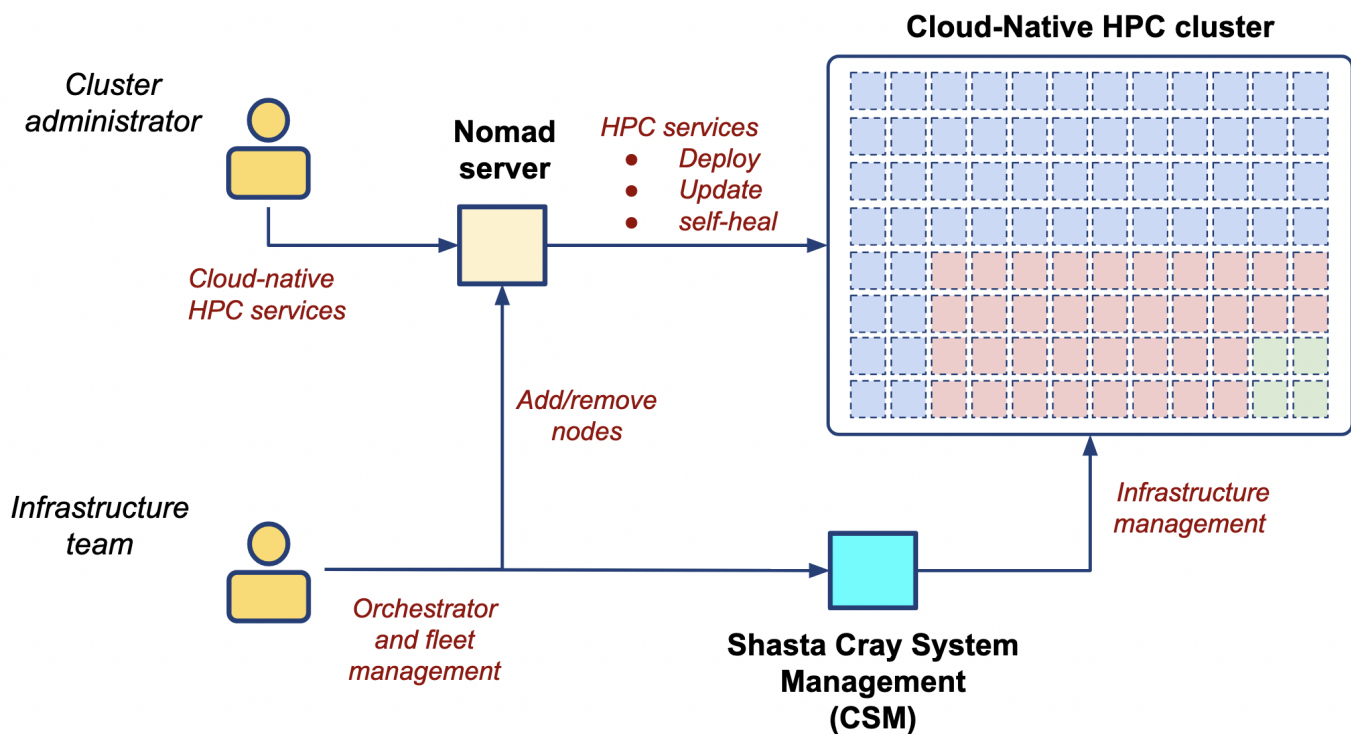 Cloud-Native HPC cluster
Cluster
administrator
Nomad
server
HPC services
● Deploy
● Update
● self-heal
Cloud-native
HPC services
Add/remove
nodes
Infrastructure
team
Infrastructure
management
Orchestrator
and fleet
management
Shasta Cray System
Management
(CSM)